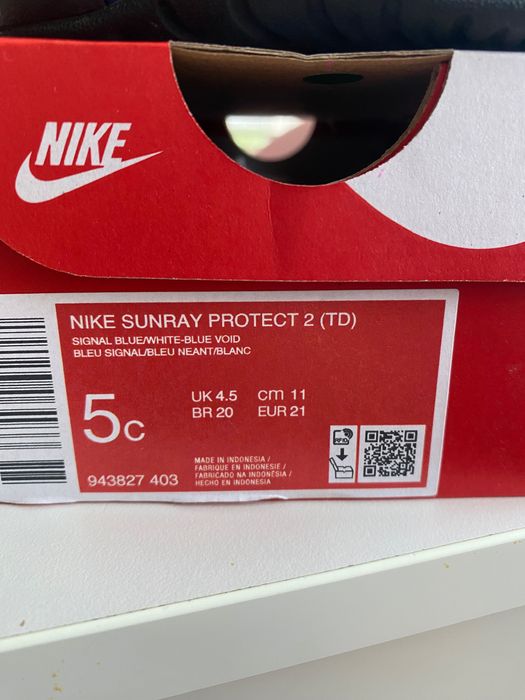 NIKE
NIKE SUNRAY PROTECT 2 (TD)
SIGNAL BLUE/WHITE-BLUE VOID
BLEU SIGNAL/BLEU NEANT/BLANC
5C
UK 4.5 cm 11
BR 20 EUR 21
943827 403
MADE IN INDONESIA /
FABRIQUE EN INDONESIE /
FABRICADO NA INDONÉSIA /
HECHO EN INDONESIA
RFID